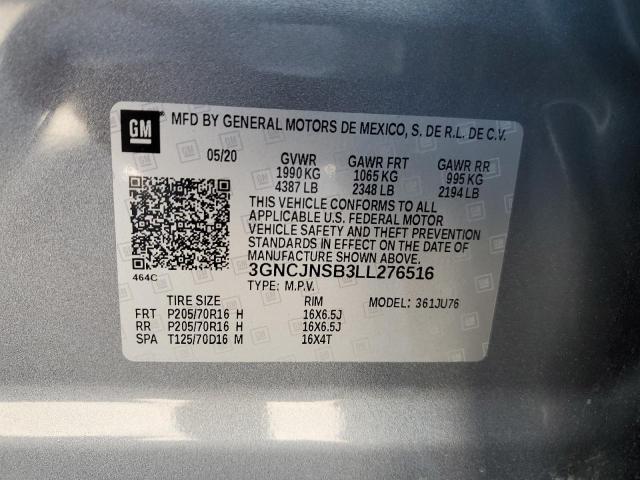 GM MFD BY GENERAL MOTORS DE MEXICO, S. DE R.L. DE C.V.
05/20 GVWR GAWR FRT GAWR RR
1990 KG 1065 KG 995 KG
4387 LB 2348 LB 2194 LB
THIS VEHICLE CONFORMS TO ALL
APPLICABLE U.S. FEDERAL MOTOR
VEHICLE SAFETY AND THEFT PREVENTION
STANDARDS IN EFFECT ON THE DATE OF
MANUFACTURE SHOWN ABOVE.
464C 3GNCJNSB3LL276516
TYPE: M.P.V.
TIRE SIZE RIM MODEL: 361JU76
FRT P205/70R16 H 16X6.5J
RR P205/70R16 H 16X6.5J
SPA T125/70D16 M 16X4T